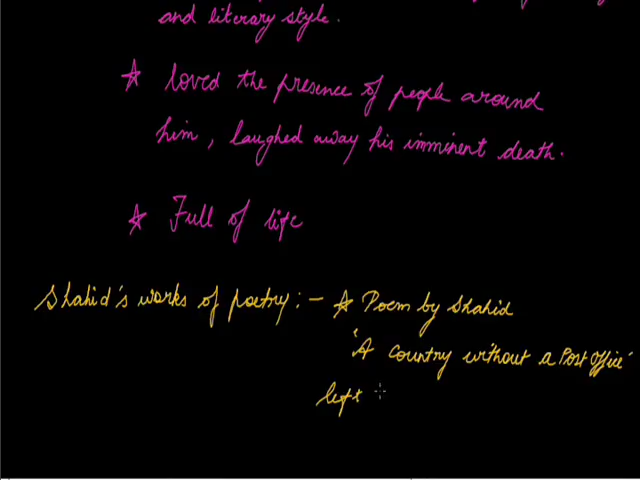 and literary style.
☆ loved the presence of people around
him, laughed away his imminent death.
☆ Full of life
Shahid's works of poetry:- ☆ Poem by Shahid
'A Country without a Post Office'
left